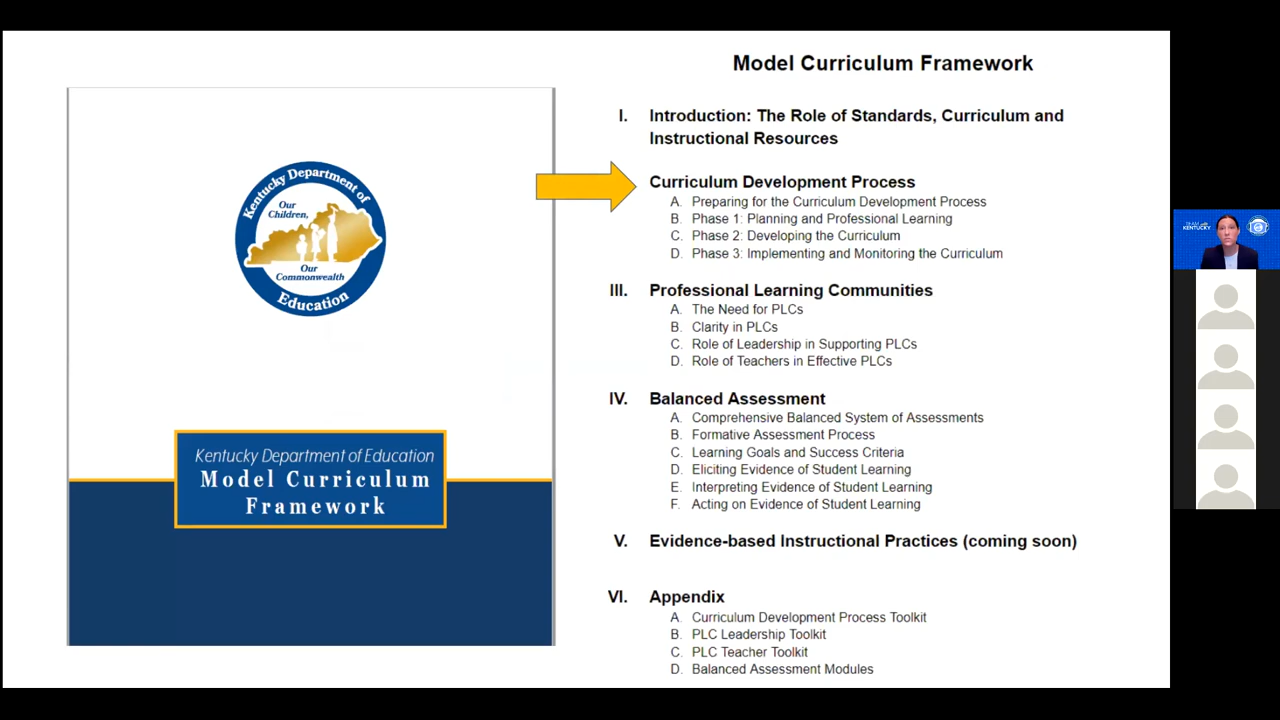 Model Curriculum Framework
I. Introduction: The Role of Standards, Curriculum and
Instructional Resources
Curriculum Development Process
A. Preparing for the Curriculum Development Process
B. Phase 1: Planning and Professional Learning
C. Phase 2: Developing the Curriculum
D. Phase 3: Implementing and Monitoring the Curriculum
III. Professional Learning Communities
A. The Need for PLCs
B. Clarity in PLCs
C. Role of Leadership in Supporting PLCs
D. Role of Teachers in Effective PLCs
IV. Balanced Assessment
A. Comprehensive Balanced System of Assessments
B. Formative Assessment Process
C. Learning Goals and Success Criteria
D. Eliciting Evidence of Student Learning
E. Interpreting Evidence of Student Learning
F. Acting on Evidence of Student Learning
V. Evidence-based Instructional Practices (coming soon)
VI. Appendix
A. Curriculum Development Process Toolkit
B. PLC Leadership Toolkit
C. PLC Teacher Toolkit
D. Balanced Assessment Modules
Kentucky Department of
Our
Children,
Our
Commonwealth
Education
Kentucky Department of Education
Model Curriculum
Framework
TEAM
KENTUCKY